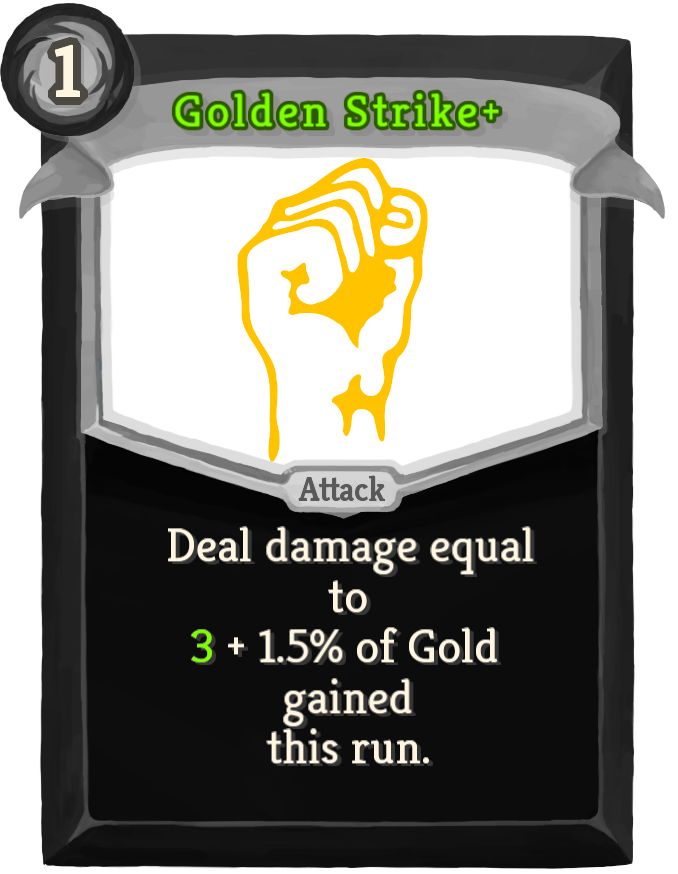 1
Golden Strike+
Attack
Deal damage equal
to
3 + 1.5% of Gold
gained
this run.